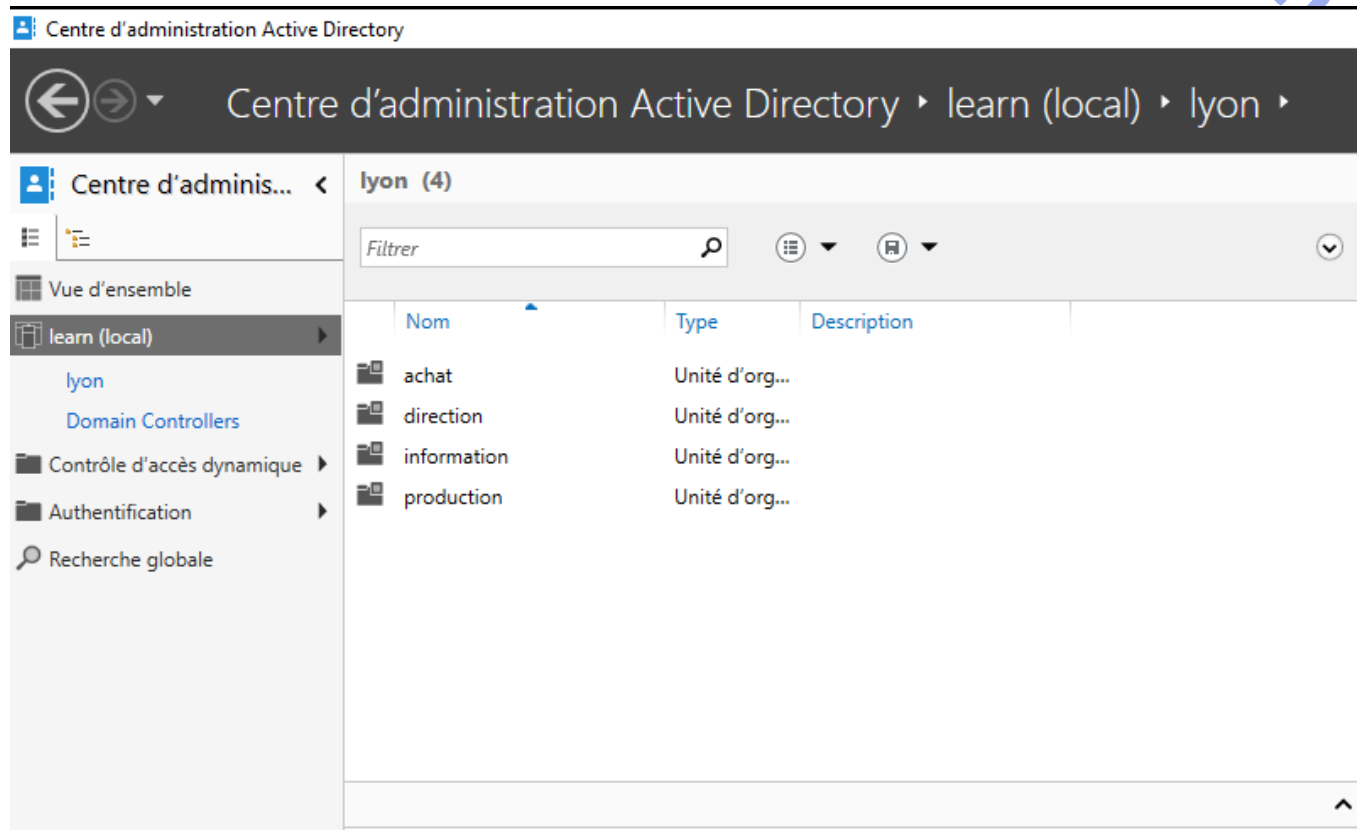 Centre d'administration Active Directory
Centre d'administration Active Directory ‣ learn (local) ‣ lyon ‣
Centre d'adminis...
lyon (4)
Filtrer
Vue d'ensemble
learn (local)
lyon
Domain Controllers
Contrôle d'accès dynamique
Authentification
Recherche globale
Nom Type Description
achat Unité d'org...
direction Unité d'org...
information Unité d'org...
production Unité d'org...